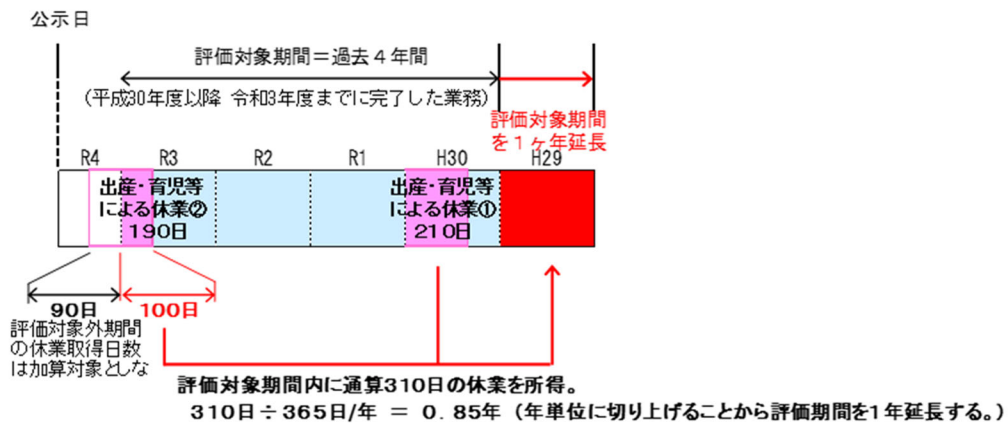 公示日
評価対象期間＝過去４年間
(平成30年度以降 令和3年度までに完了した業務)
評価対象期間
を１ヶ年延長
R4 R3 R2 R1 H30 H29
出産・育児等
による休業②
190日
出産・育児等
による休業①
210日
90日
100日
評価対象外期間
の休業取得日数
は加算対象としな
評価対象期間内に通算310日の休業を所得。
310日÷365日/年 ＝ 0．85年（年単位に切り上げることから評価期間を1年延長する。）